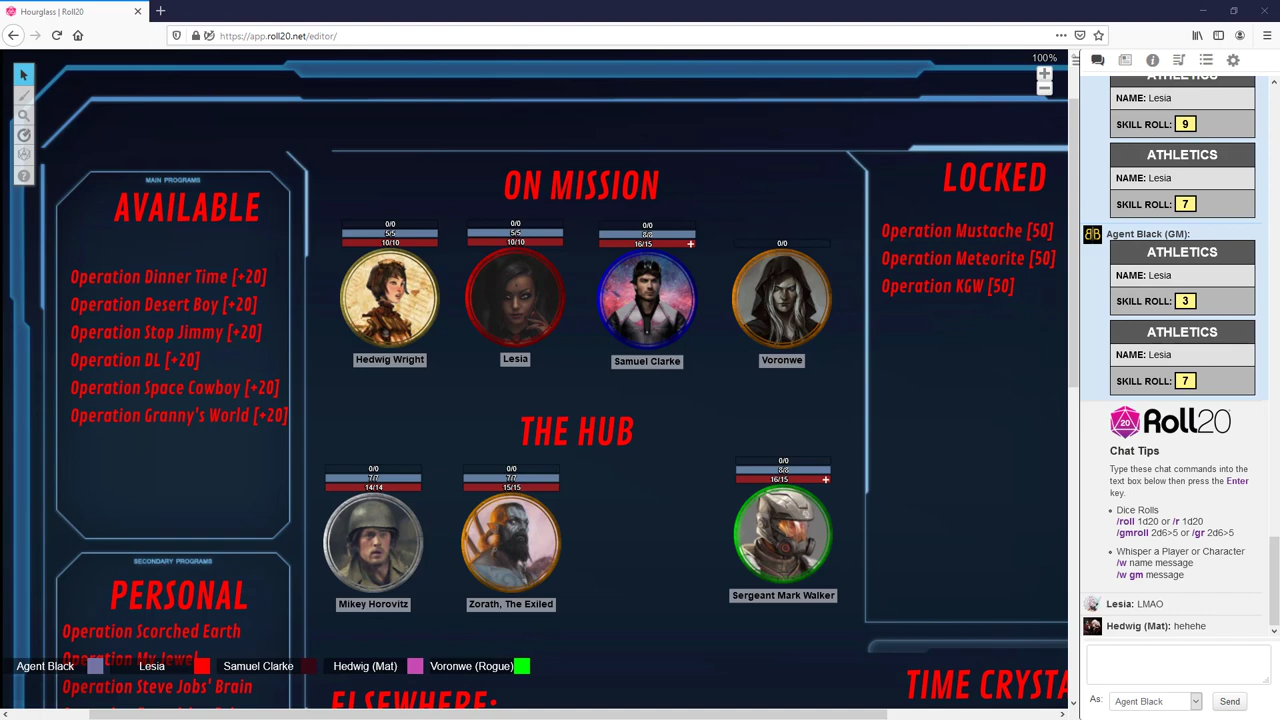 Hourglass | Roll20
https://app.roll20.net/editor/
100%
MAIN PROGRAMS
AVAILABLE
Operation Dinner Time [+20]
Operation Desert Boy [+20]
Operation Stop Jimmy [+20]
Operation DL [+20]
Operation Space Cowboy [+20]
Operation Granny's World [+20]
SECONDARY PROGRAMS
PERSONAL
Operation Scorched Earth
Operation My Jewel
Operation Steve Jobs' Brain
ON MISSION
0/0
5/5
10/10
Hedwig Wright
0/0
5/5
10/10
Lesia
0/0
8/8
16/15
Samuel Clarke
0/0
Voronwe
THE HUB
0/0
7/7
14/14
Mikey Horovitz
0/0
7/7
15/15
Zorath, The Exiled
0/0
8/8
16/15
Sergeant Mark Walker
ELSEWHERE:
LOCKED
Operation Mustache [50]
Operation Meteorite [50]
Operation KGW [50]
TIME CRYSTA
Agent Black
Lesia
Samuel Clarke
Hedwig (Mat)
Voronwe (Rogue)
ATHLETICS
NAME: Lesia
SKILL ROLL: 9
ATHLETICS
NAME: Lesia
SKILL ROLL: 7
Agent Black (GM):
ATHLETICS
NAME: Lesia
SKILL ROLL: 3
ATHLETICS
NAME: Lesia
SKILL ROLL: 7
20 Roll20
Chat Tips
Type these chat commands into the
text box below then press the Enter
key.
• Dice Rolls
/roll 1d20 or /r 1d20
/gmroll 2d6>5 or /gr 2d6>5
• Whisper a Player or Character
/w name message
/w gm message
Lesia: LMAO
Hedwig (Mat): hehehe
As: Agent Black Send